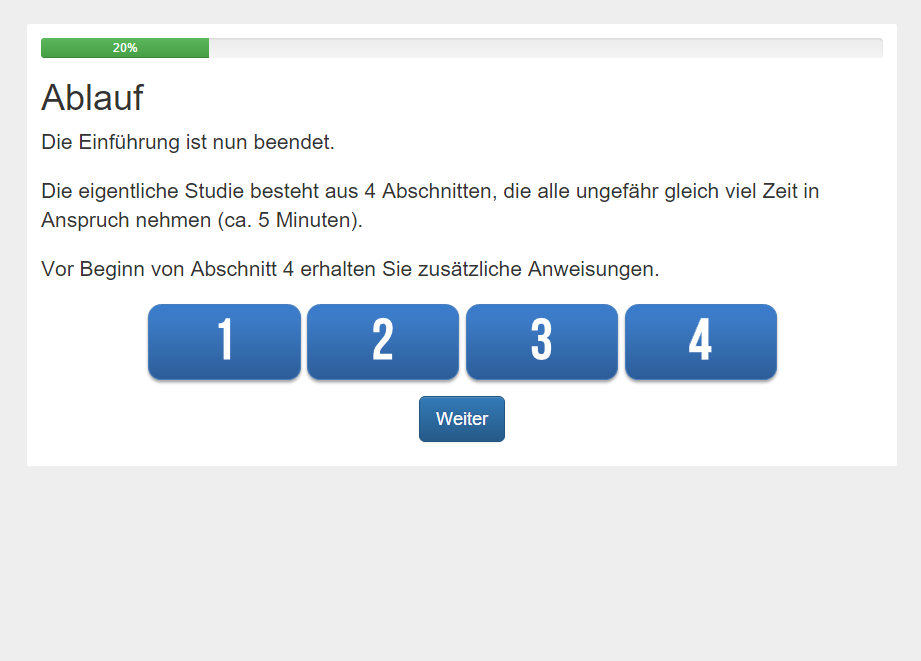 20%
Ablauf
Die Einführung ist nun beendet.
Die eigentliche Studie besteht aus 4 Abschnitten, die alle ungefähr gleich viel Zeit in
Anspruch nehmen (ca. 5 Minuten).
Vor Beginn von Abschnitt 4 erhalten Sie zusätzliche Anweisungen.
1 2 3 4
Weiter